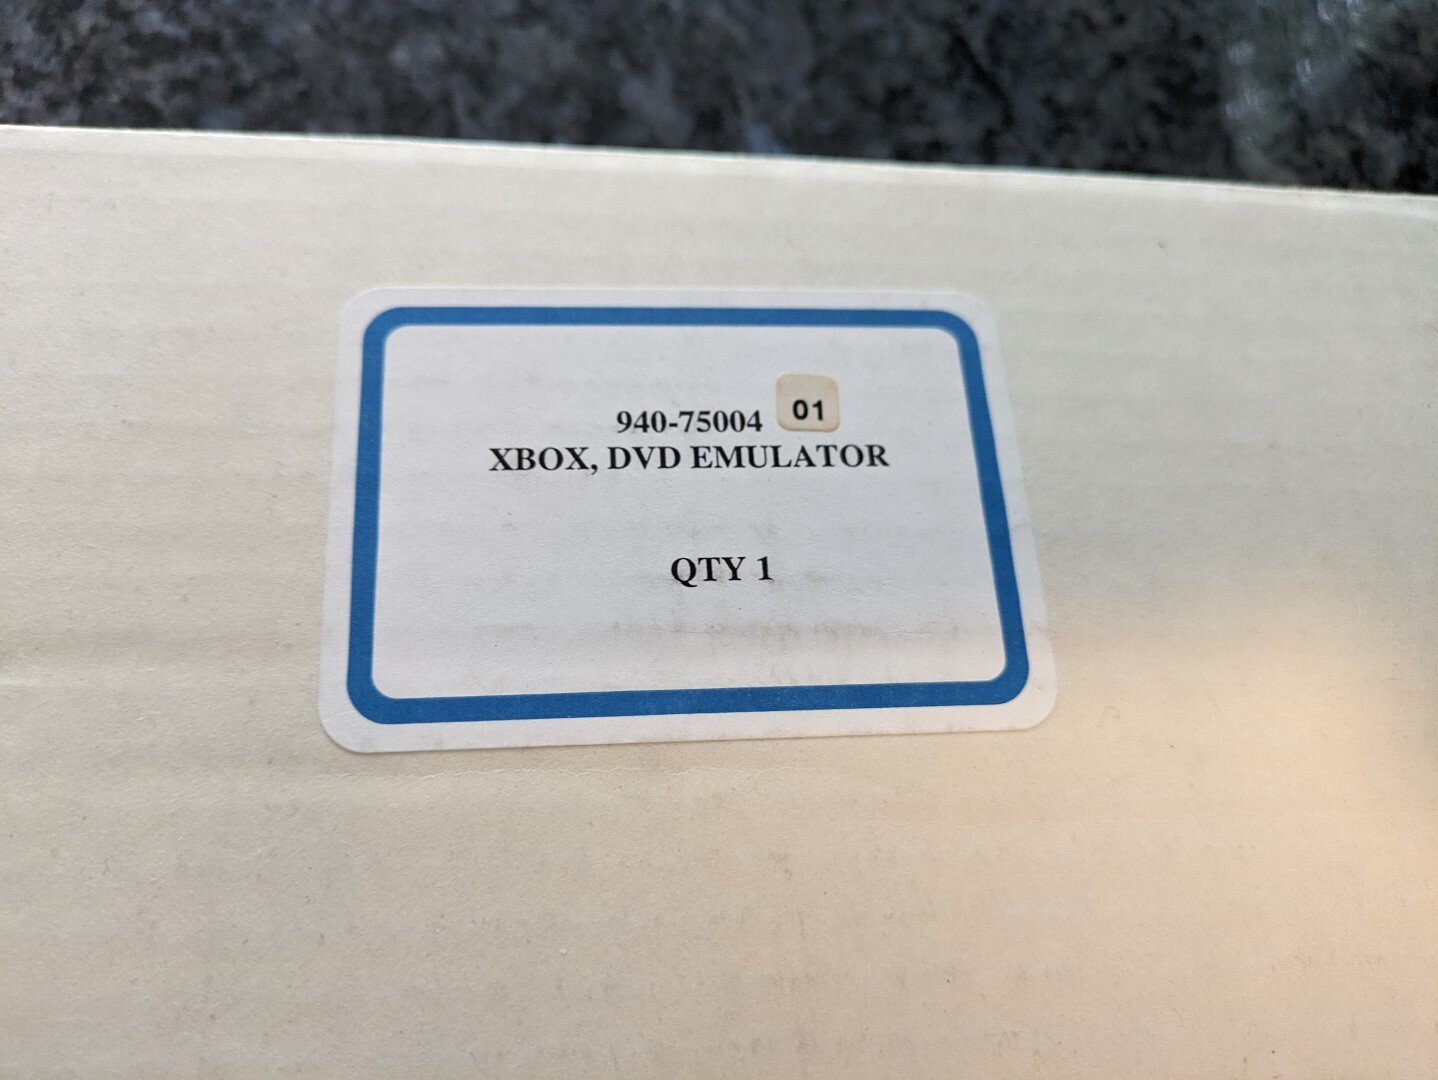 940-75004 01
XBOX, DVD EMULATOR
QTY 1